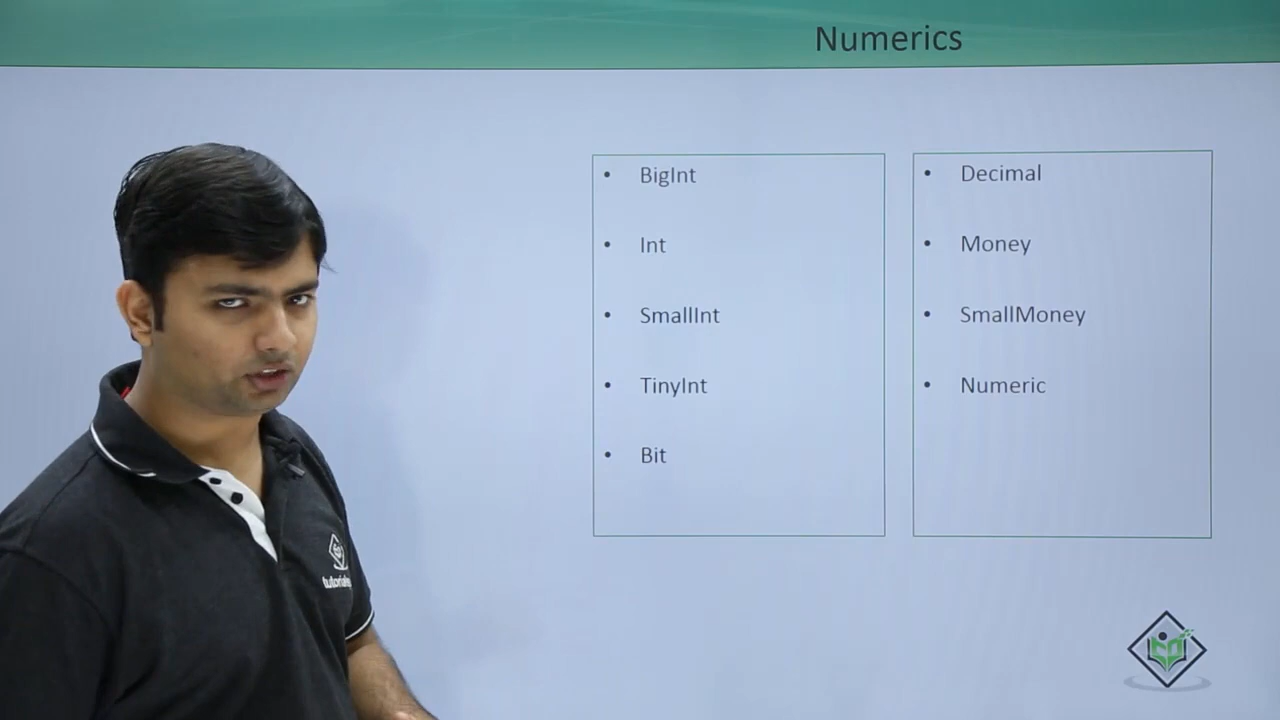 Numerics
• BigInt
• Int
• SmallInt
• TinyInt
• Bit
• Decimal
• Money
• SmallMoney
• Numeric